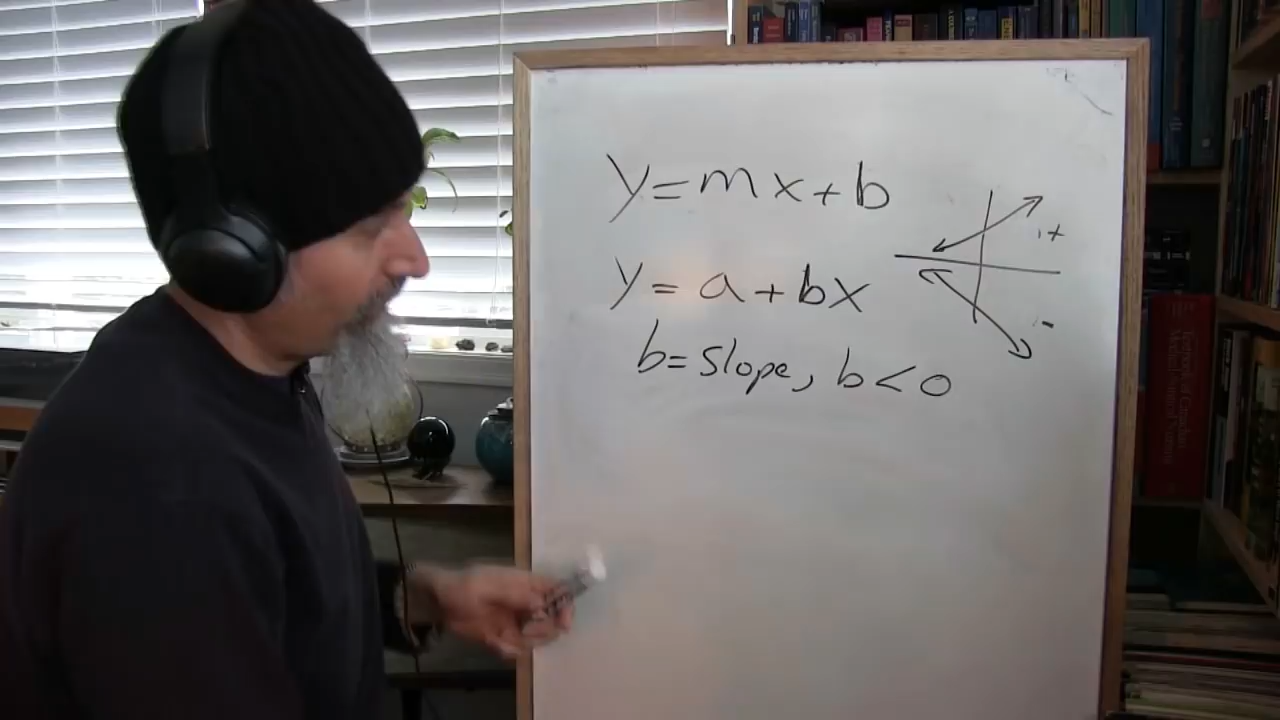 y=mx+b
i+
y=a+bx
i-
b=slope, b<0